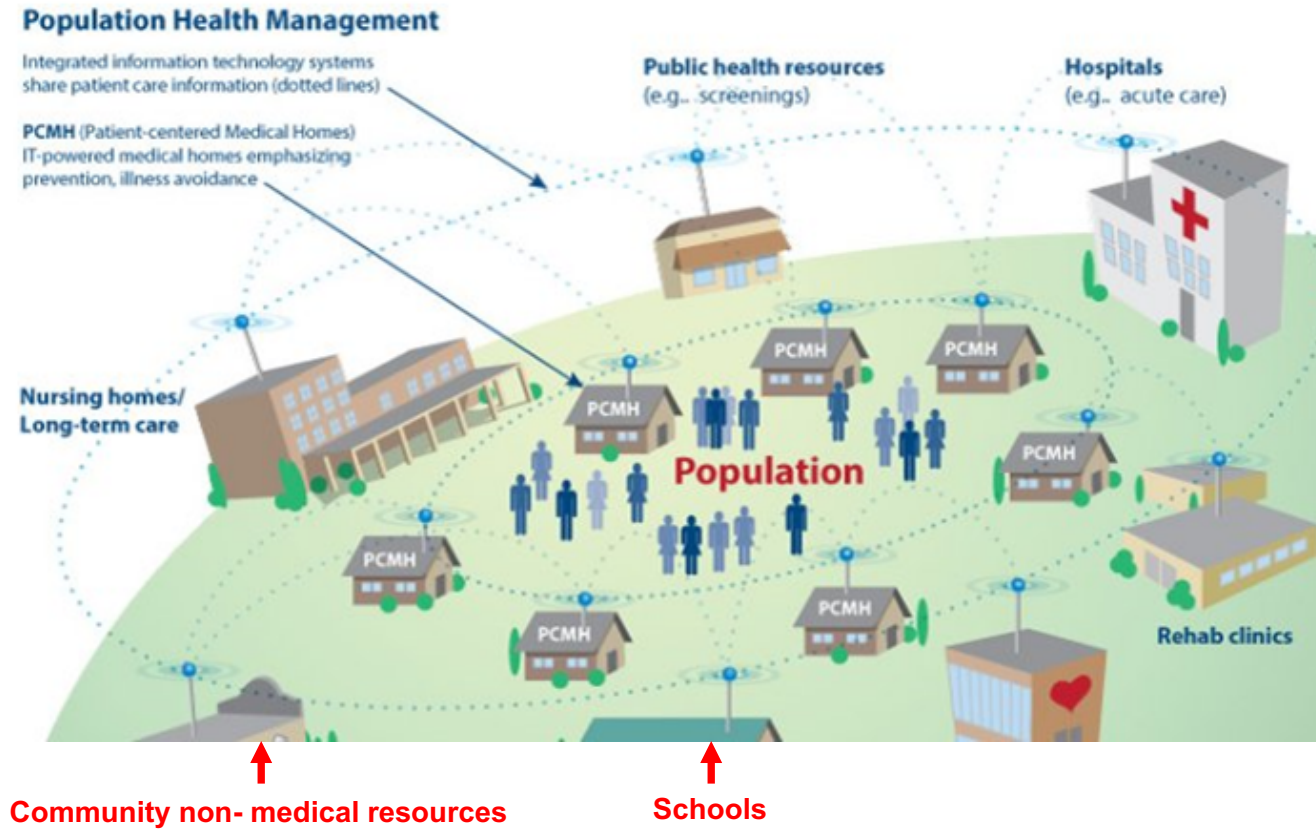 Population Health Management
Integrated information technology systems
share patient care information (dotted lines)
PCMH (Patient-centered Medical Homes)
IT-powered medical homes emphasizing
prevention, illness avoidance
Public health resources
(e.g.. screenings)
Hospitals
(e.g.. acute care)
Nursing homes/
Long-term care
PCMH
PCMH
PCMH
PCMH
Population
PCMH
PCMH
PCMH
Rehab clinics
Community non- medical resources
Schools